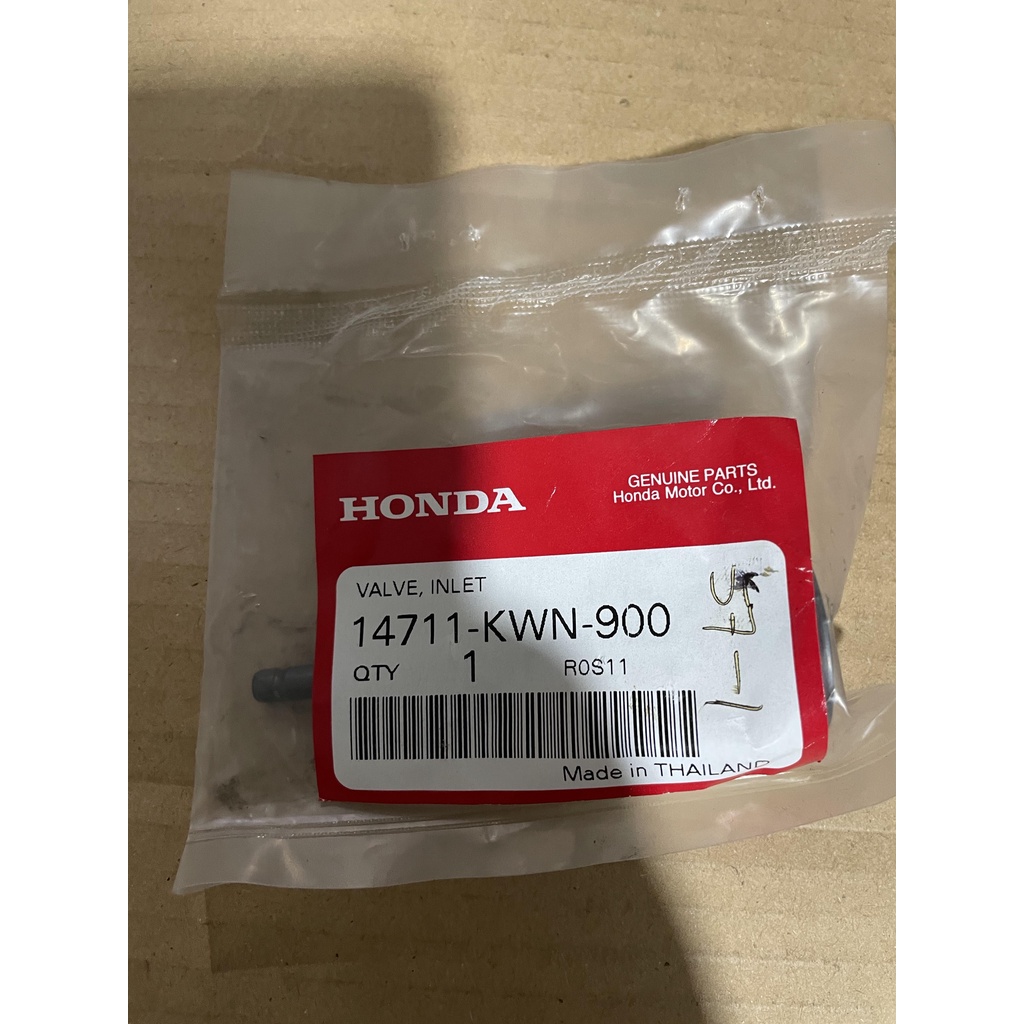 HONDA
GENUINE PARTS
Honda Motor Co., Ltd.
VALVE, INLET
14711-KWN-900
QTY 1 R0S11
Made in THAILAND